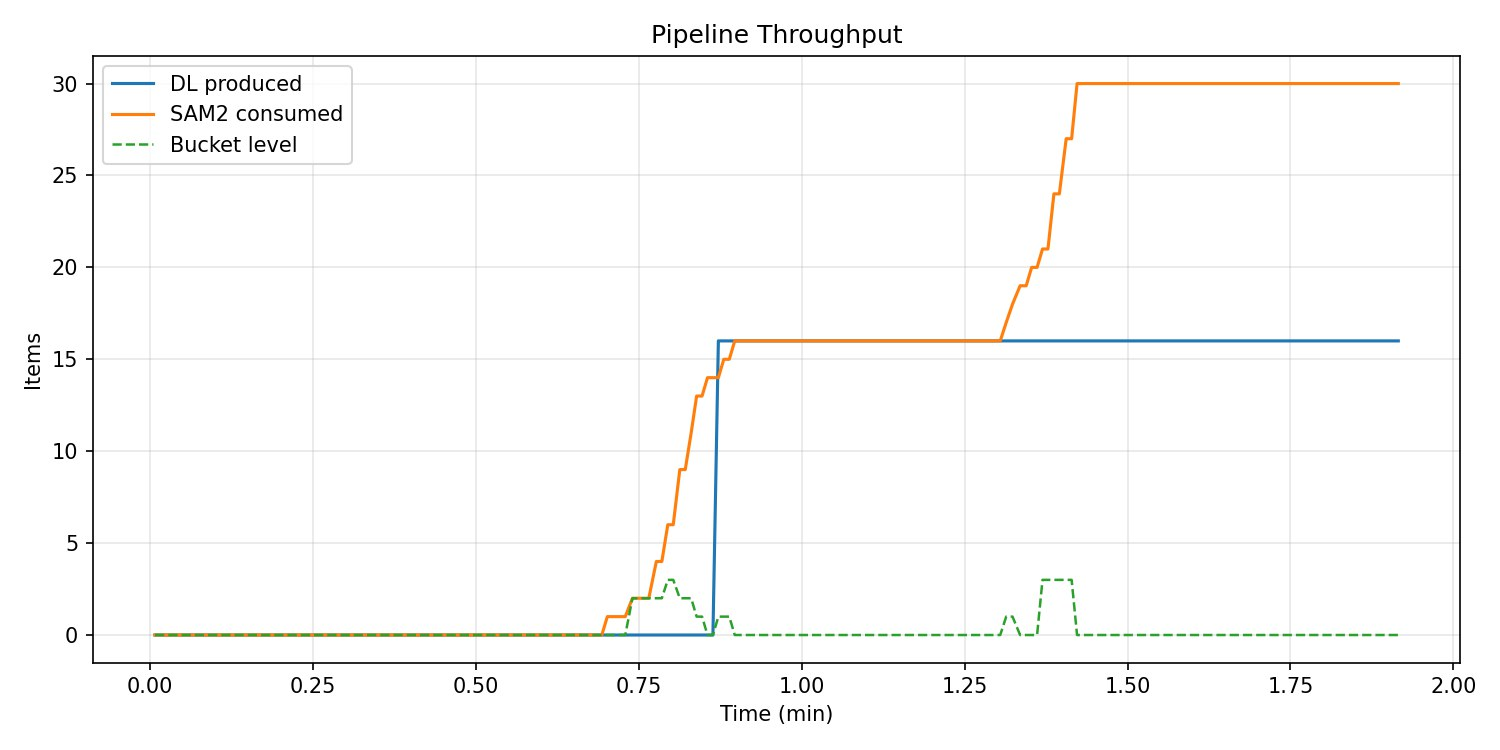 Pipeline Throughput
DL produced
SAM2 consumed
Bucket level
30
25
20
15
10
5
0
Items
0.00 0.25 0.50 0.75 1.00 1.25 1.50 1.75 2.00
Time (min)